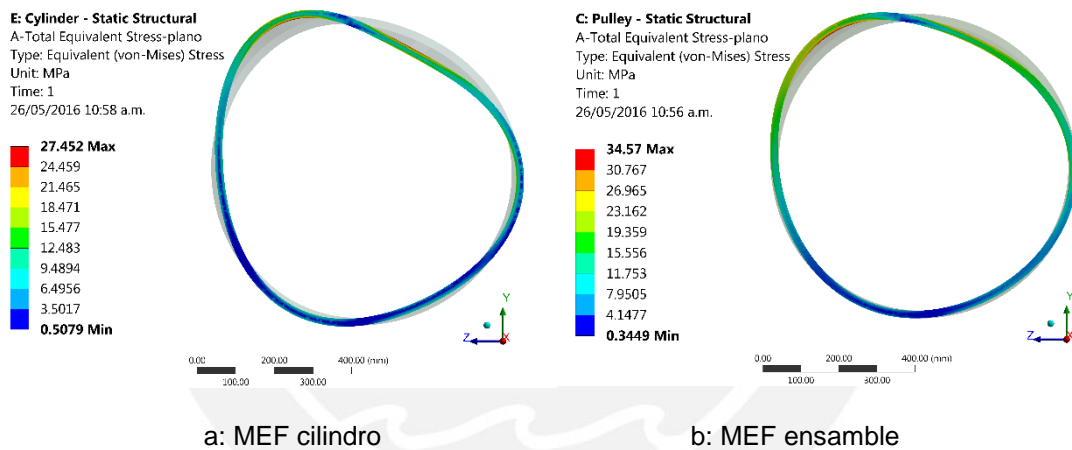 E: Cylinder - Static Structural
A-Total Equivalent Stress-plano
Type: Equivalent (von-Mises) Stress
Unit: MPa
Time: 1
26/05/2016 10:58 a.m.
27.452 Max
24.459
21.465
18.471
15.477
12.483
9.4894
6.4956
3.5017
0.5079 Min
Y
Z
X
0.00
200.00
400.00 (mm)
100.00
300.00
a: MEF cilindro
C: Pulley - Static Structural
A-Total Equivalent Stress-plano
Type: Equivalent (von-Mises) Stress
Unit: MPa
Time: 1
26/05/2016 10:56 a.m.
34.57 Max
30.767
26.965
23.162
19.359
15.556
11.753
7.9505
4.1477
0.3449 Min
Y
Z
X
0.00
200.00
400.00 (mm)
100.00
300.00
b: MEF ensamble